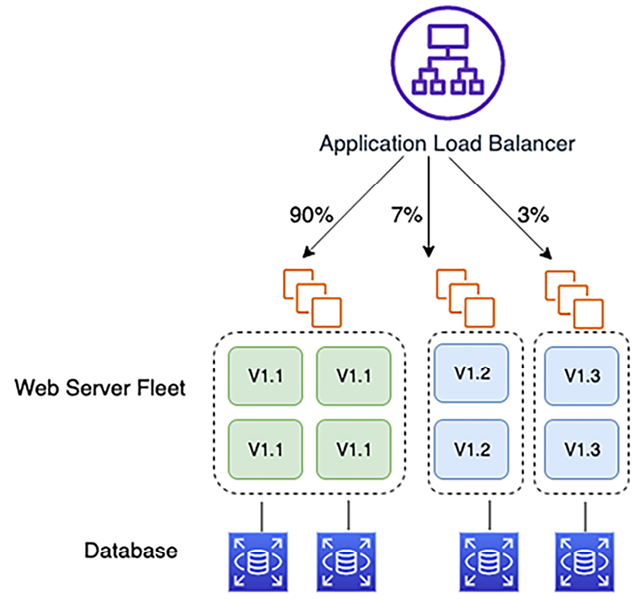 Application Load Balancer
90%
7%
3%
Web Server Fleet
V1.1 V1.1 V1.2 V1.3
V1.1 V1.1 V1.2 V1.3
Database